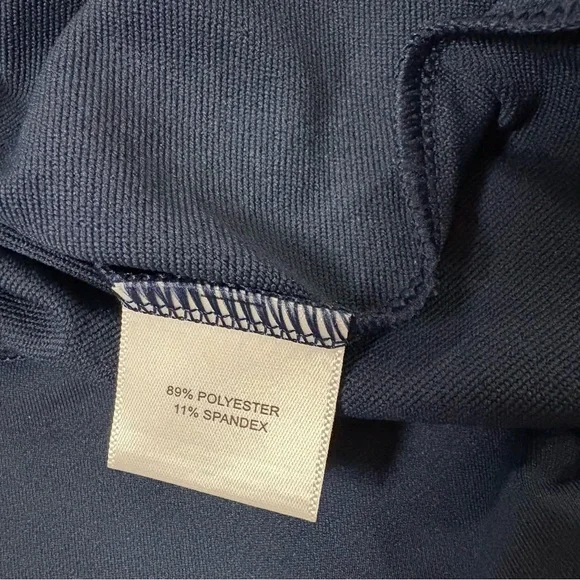 89% POLYESTER
11% SPANDEX